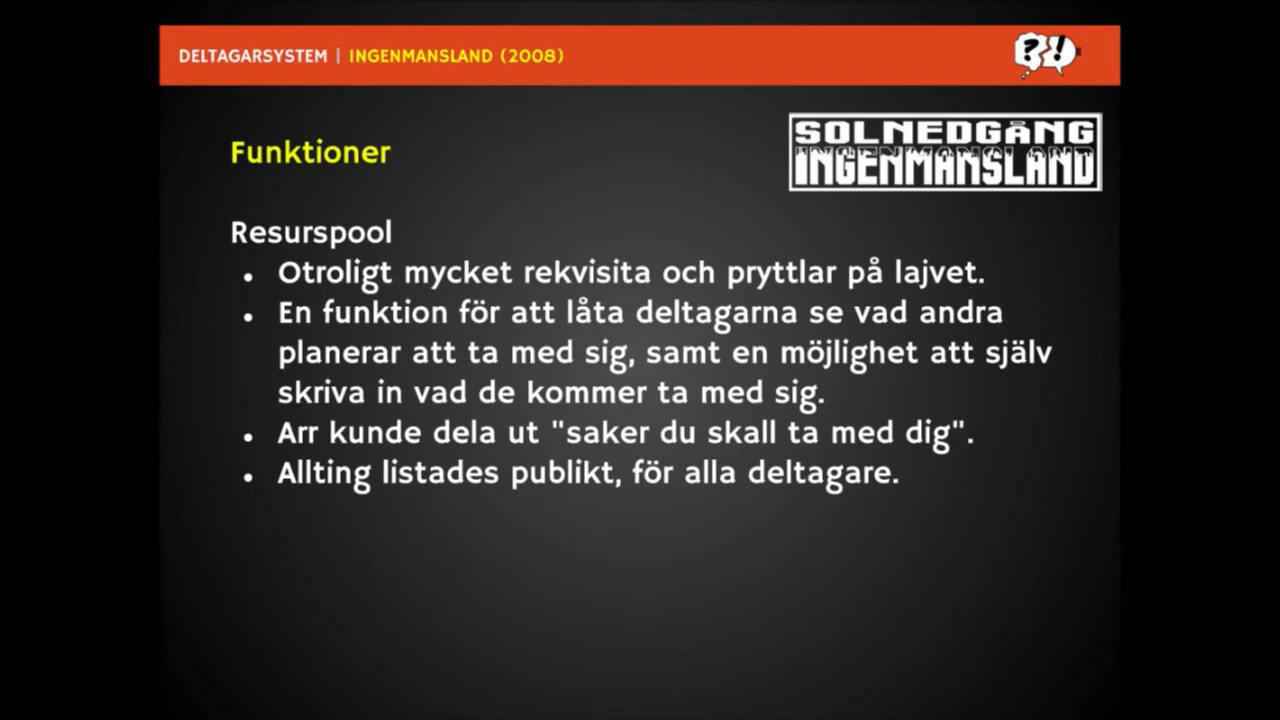 DELTAGARSYSTEM | INGENMANSLAND (2008)
?!
SOLNEDGÅNG
INGENMANSLAND
Funktioner
Resurspool
• Otroligt mycket rekvisita och pryttlar på lajvet.
• En funktion för att låta deltagarna se vad andra
planerar att ta med sig, samt en möjlighet att själv
skriva in vad de kommer ta med sig.
• Arr kunde dela ut "saker du skall ta med dig".
• Allting listades publikt, för alla deltagare.